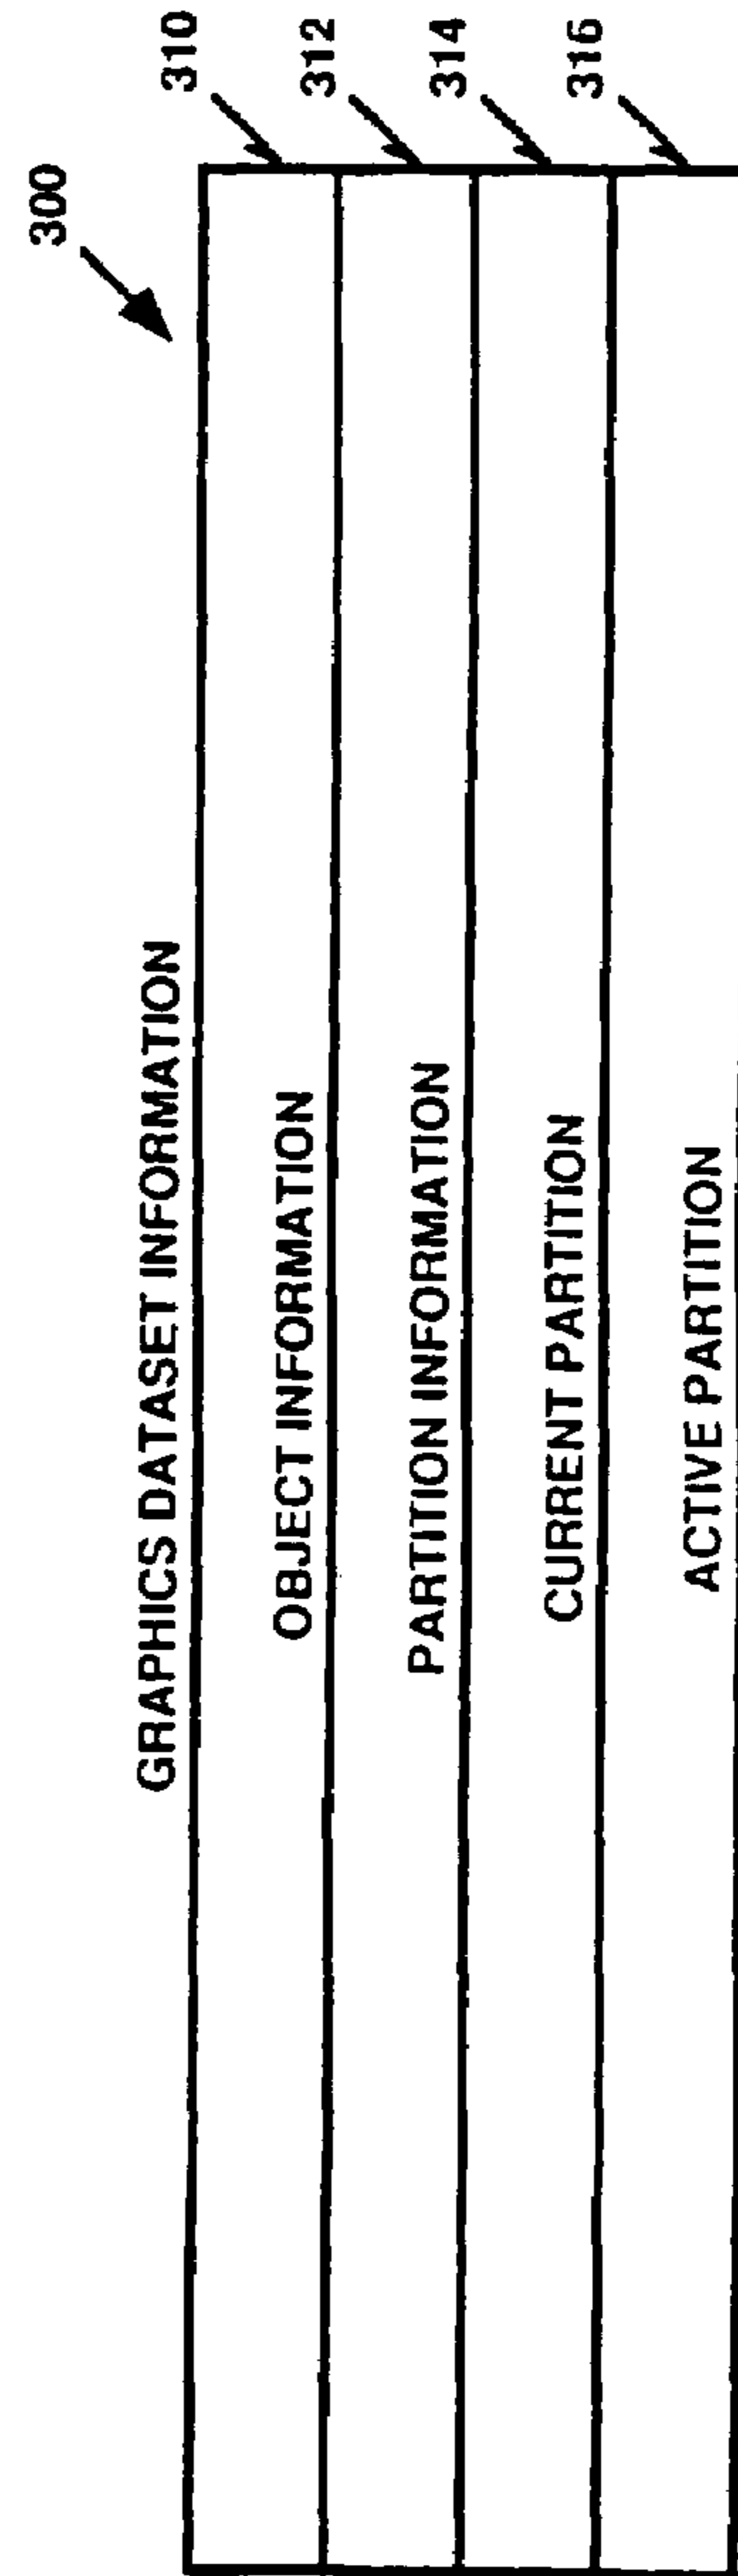 300
GRAPHICS DATASET INFORMATION
OBJECT INFORMATION 310
PARTITION INFORMATION 312
CURRENT PARTITION 314
ACTIVE PARTITION 316